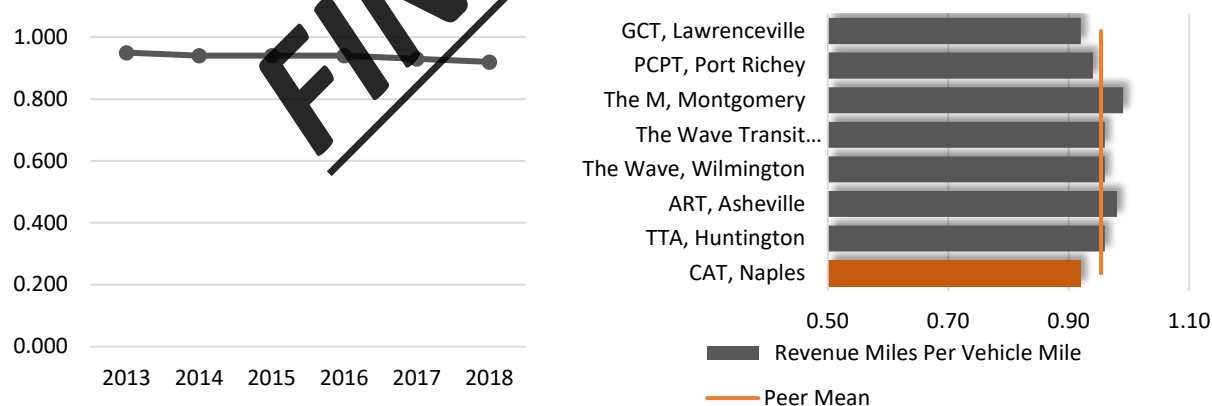 1.000
0.800
0.600
0.400
0.200
0.000
2013 2014 2015 2016 2017 2018
GCT, Lawrenceville
PCPT, Port Richey
The M, Montgomery
The Wave Transit…
The Wave, Wilmington
ART, Asheville
TTA, Huntington
CAT, Naples
0.50 0.70 0.90 1.10
Revenue Miles Per Vehicle Mile
Peer Mean